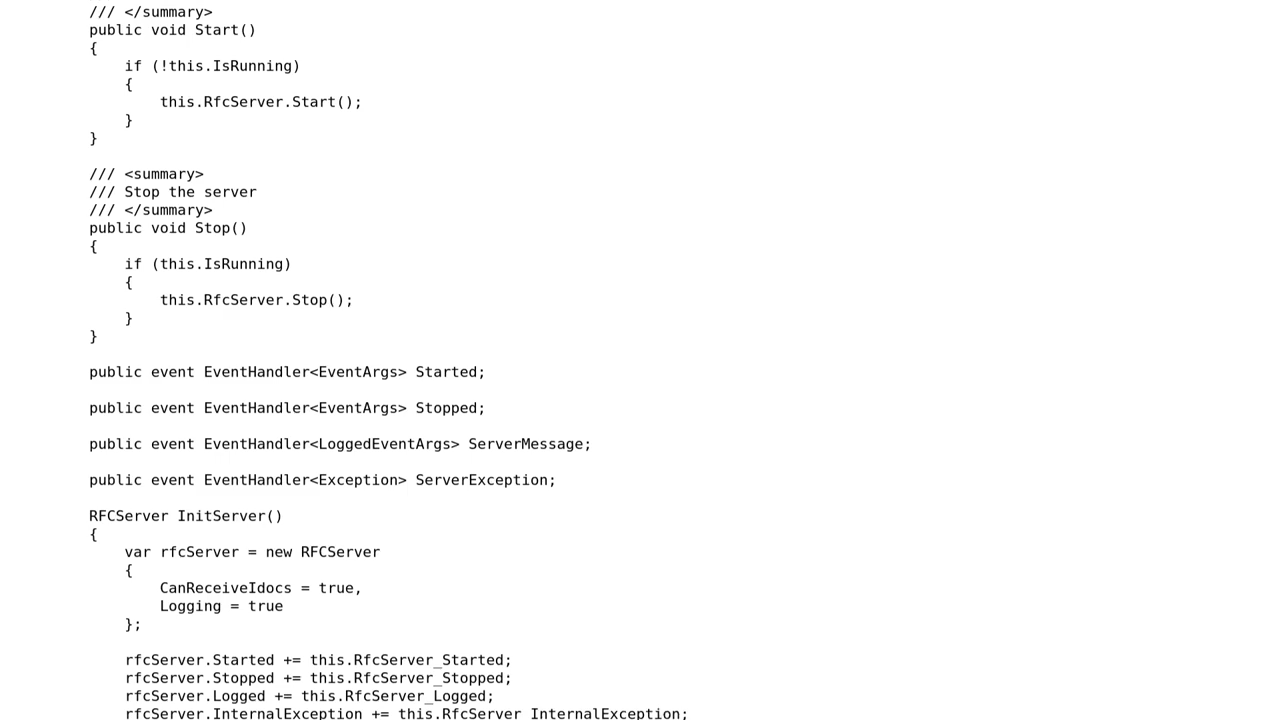 /// </summary>
public void Start()
{
if (!this.IsRunning)
{
this.RfcServer.Start();
}
}
/// <summary>
/// Stop the server
/// </summary>
public void Stop()
{
if (this.IsRunning)
{
this.RfcServer.Stop();
}
}
public event EventHandler<EventArgs> Started;
public event EventHandler<EventArgs> Stopped;
public event EventHandler<LoggedEventArgs> ServerMessage;
public event EventHandler<Exception> ServerException;
RFCServer InitServer()
{
var rfcServer = new RFCServer
{
CanReceiveIdocs = true,
Logging = true
};
rfcServer.Started += this.RfcServer_Started;
rfcServer.Stopped += this.RfcServer_Stopped;
rfcServer.Logged += this.RfcServer_Logged;
rfcServer.InternalException += this.RfcServer_InternalException;